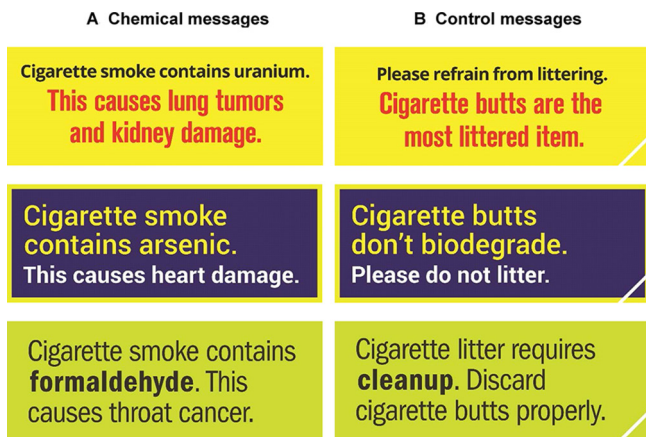 A Chemical messages
Cigarette smoke contains uranium.
This causes lung tumors
and kidney damage.
Cigarette smoke
contains arsenic.
This causes heart damage.
Cigarette smoke contains
formaldehyde. This
causes throat cancer.
B Control messages
Please refrain from littering.
Cigarette butts are the
most littered item.
Cigarette butts
don’t biodegrade.
Please do not litter.
Cigarette litter requires
cleanup. Discard
cigarette butts properly.